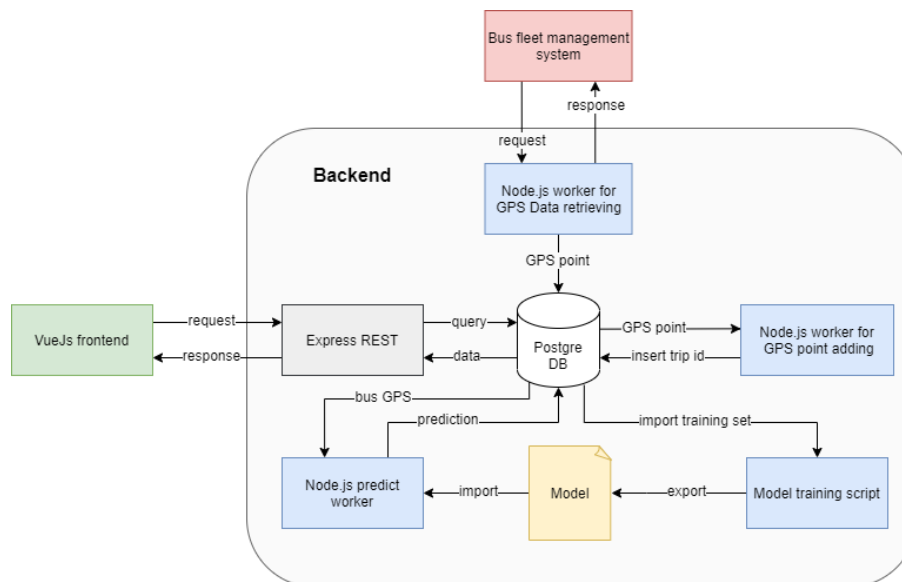 Bus fleet management
system
response
request
Backend
Node.js worker for
GPS Data retrieving
GPS point
VueJs frontend
request
response
Express REST
query
data
Postgre
DB
GPS point
insert trip id
Node.js worker for
GPS point adding
bus GPS
prediction
import training set
Node.js predict
worker
import
Model
export
Model training script